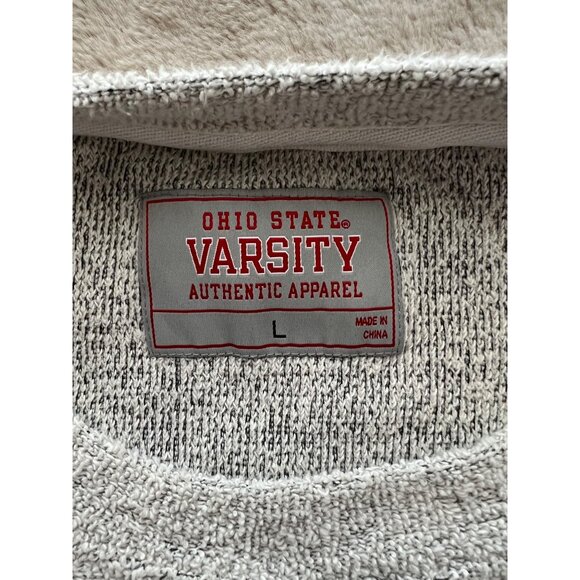 OHIO STATE®
VARSITY
AUTHENTIC APPAREL
L
MADE IN
CHINA